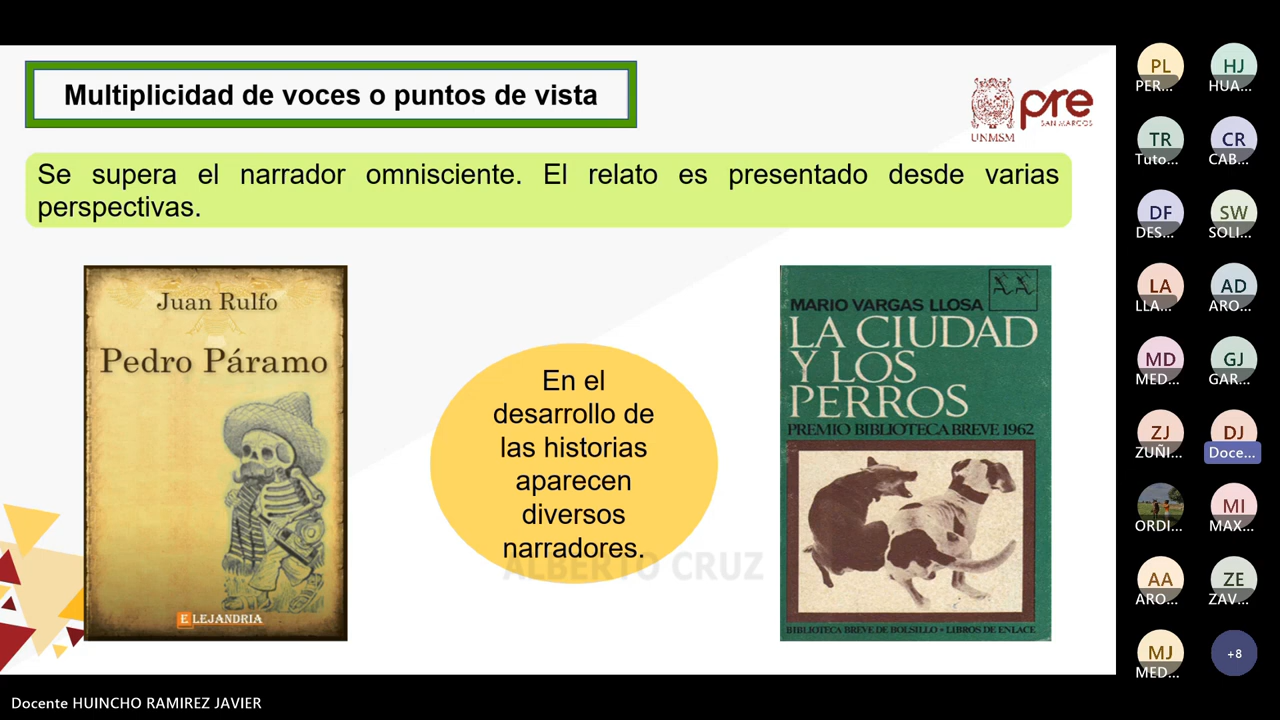 Multiplicidad de voces o puntos de vista
UNMSM
pre
SAN MARCOS
Se supera el narrador omnisciente. El relato es presentado desde varias
perspectivas.
Juan Rulfo
Pedro Páramo
ELEJANDRIA
En el
desarrollo de
las historias
aparecen
diversos
narradores.
ALBERTO CRUZ
MARIO VARGAS LLOSA
LA CIUDAD
Y LOS
PERROS
PREMIO BIBLIOTECA BREVE 1962
BIBLIOTECA BREVE DE BOLSILLO • LIBROS DE ENLACE
PL
PER...
HJ
HUA...
TR
Tuto...
CR
CAB...
DF
DES...
SW
SOLI...
LA
LLA...
AD
ARO...
MD
MED...
GJ
GAR...
ZJ
ZUÑI...
DJ
Doce...
ORDI...
MI
MAX...
AA
ARO...
ZE
ZAV...
MJ
MED...
+8
Docente HUINCHO RAMIREZ JAVIER